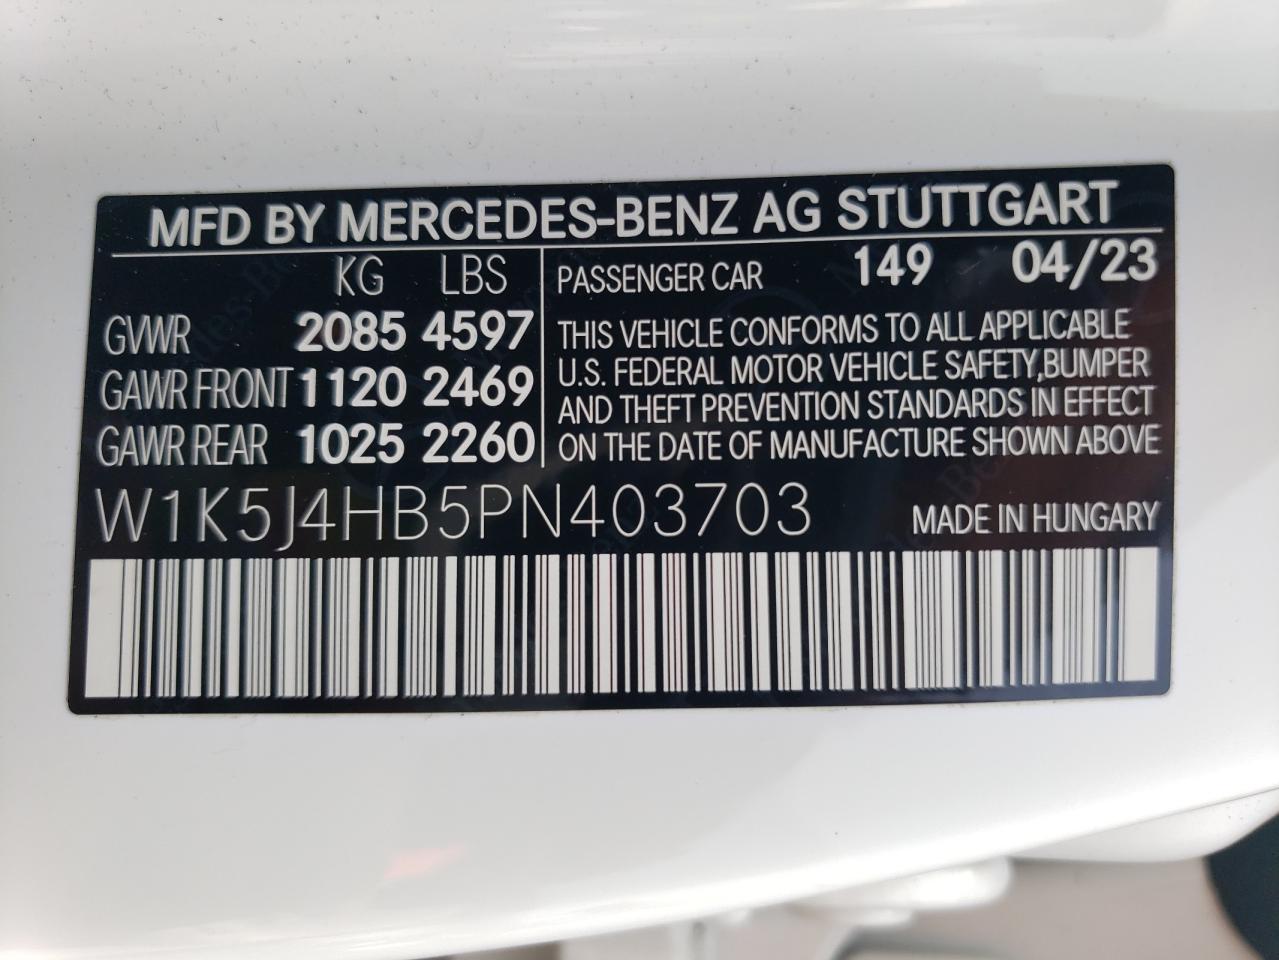 MFD BY MERCEDES-BENZ AG STUTTGART
KG LBS
GVWR 2085 4597
GAWR FRONT 1120 2469
GAWR REAR 1025 2260
PASSENGER CAR 149 04/23
THIS VEHICLE CONFORMS TO ALL APPLICABLE
U.S. FEDERAL MOTOR VEHICLE SAFETY,BUMPER
AND THEFT PREVENTION STANDARDS IN EFFECT
ON THE DATE OF MANUFACTURE SHOWN ABOVE
W1K5J4HB5PN403703
MADE IN HUNGARY